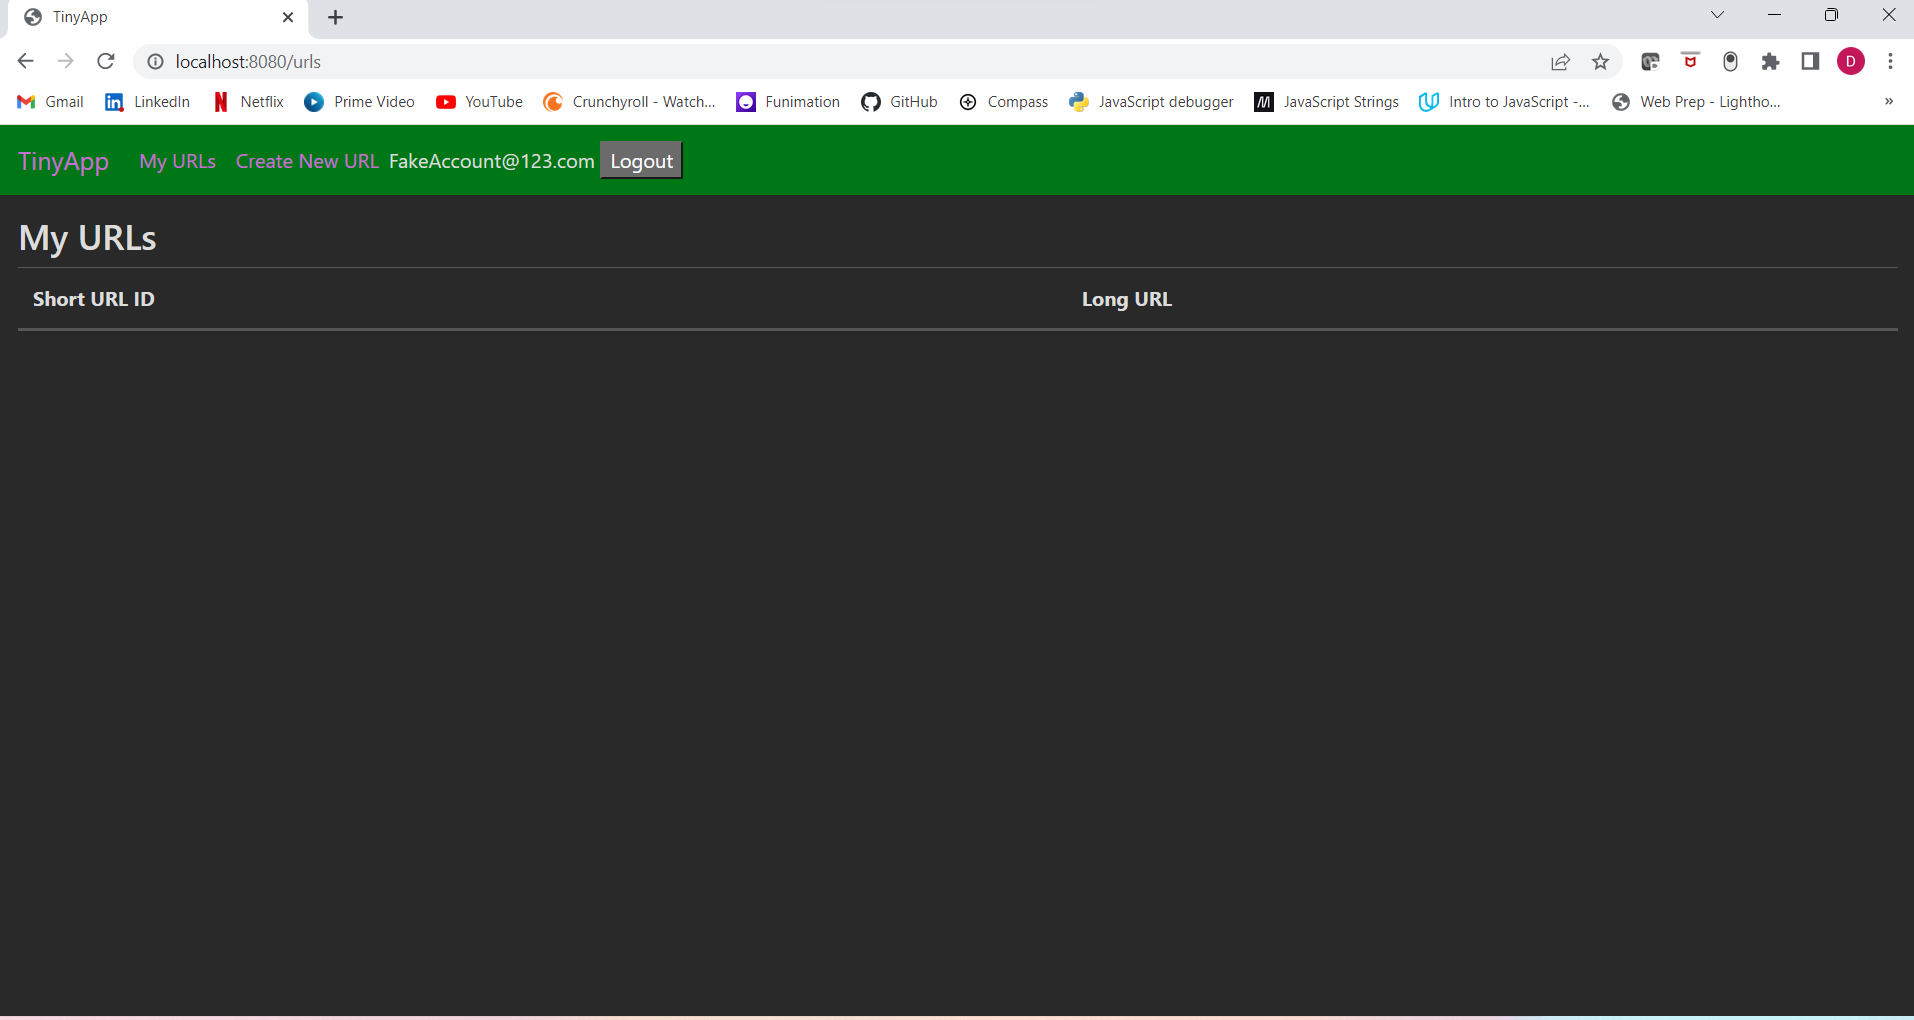 TinyApp
localhost:8080/urls
D
Gmail LinkedIn Netflix Prime Video YouTube Crunchyroll - Watch... Funimation GitHub Compass JavaScript debugger JavaScript Strings Intro to JavaScript -... Web Prep - Lightho... »
TinyApp My URLs Create New URL FakeAccount@123.com Logout
My URLs
Short URL ID Long URL